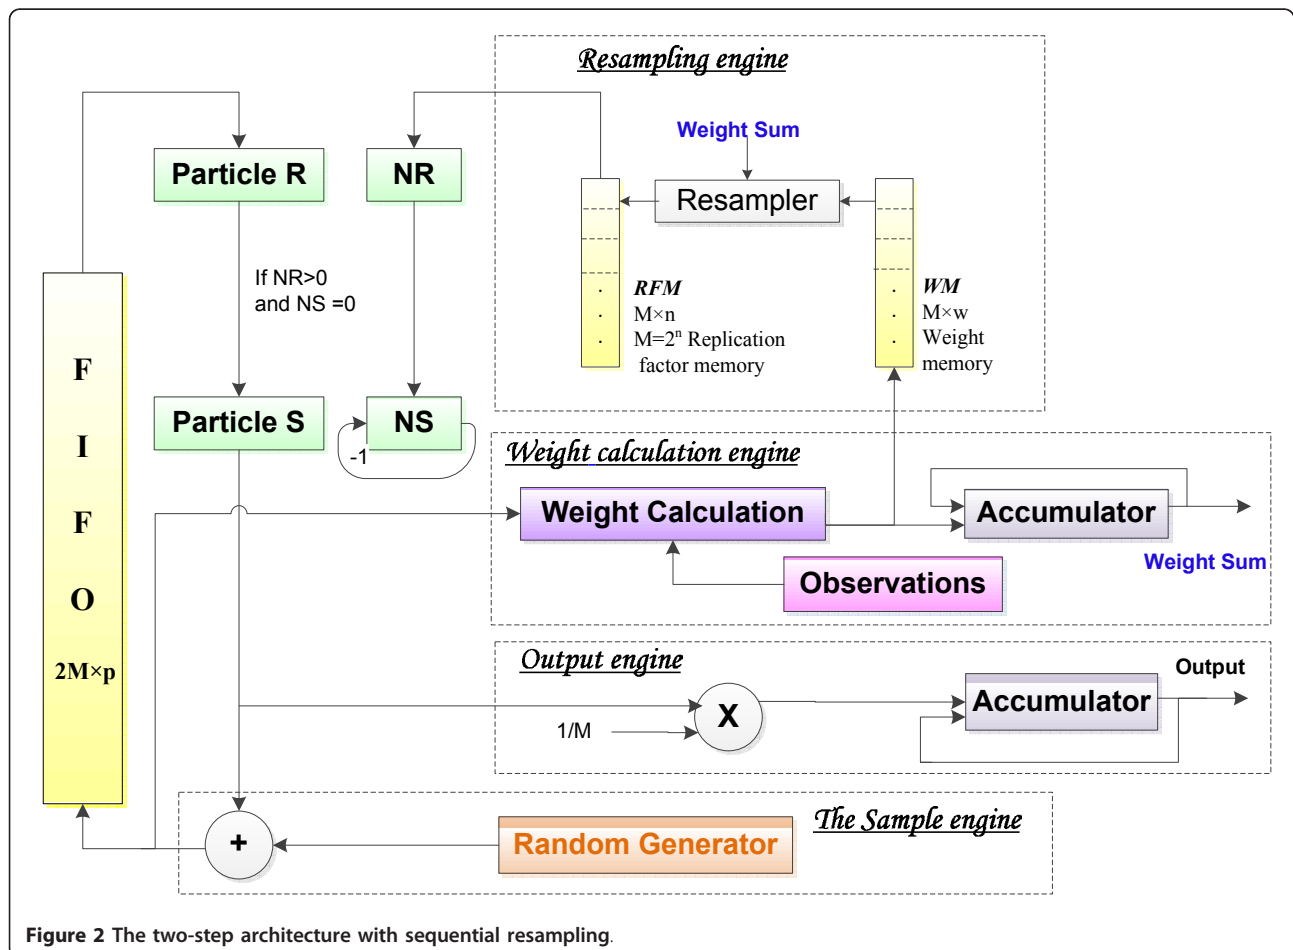 Resampling engine
Weight Sum
Particle R
NR
Resampler
If NR>0
and NS =0
RFM
M×n
M=2ⁿ Replication
factor memory
WM
M×w
Weight
memory
F
I
F
O
2M×p
Particle S
NS
-1
Weight calculation engine
Weight Calculation
Accumulator
Weight Sum
Observations
Output engine
Output
X
Accumulator
1/M
The Sample engine
+
Random Generator
Figure 2 The two-step architecture with sequential resampling.